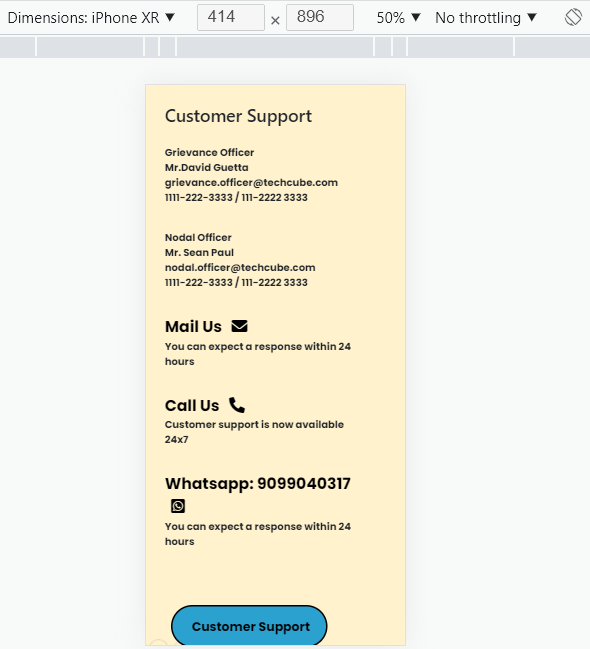 Dimensions: iPhone XR ▼ 414 × 896 50% ▼ No throttling ▼
Customer Support
Grievance Officer
Mr.David Guetta
grievance.officer@techcube.com
1111-222-3333 / 111-2222 3333
Nodal Officer
Mr. Sean Paul
nodal.officer@techcube.com
1111-222-3333 / 111-2222 3333
Mail Us
You can expect a response within 24
hours
Call Us
Customer support is now available
24x7
Whatsapp: 9099040317
You can expect a response within 24
hours
Customer Support